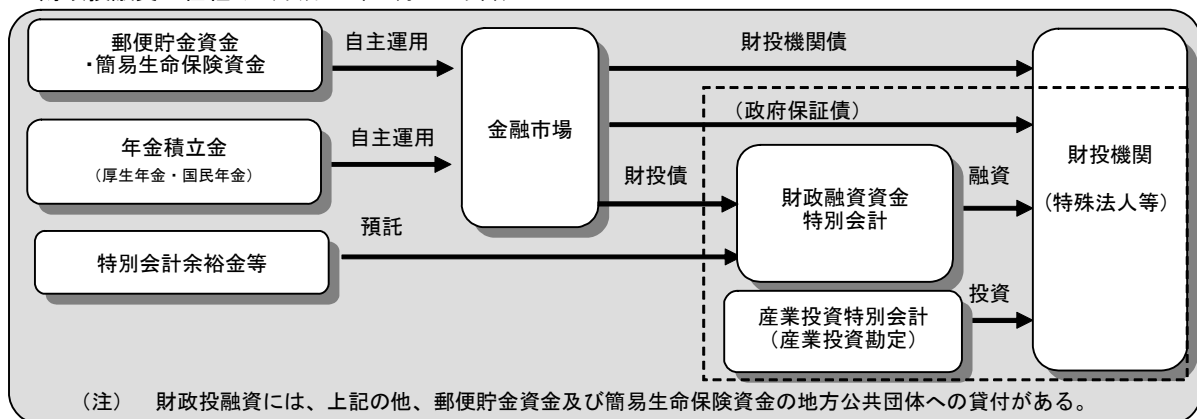 郵便貯金資金
・簡易生命保険資金
自主運用
年金積立金
（厚生年金・国民年金）
自主運用
特別会計余裕金等
預託
金融市場
財投機関債
（政府保証債）
財投債
財政融資資金
特別会計
融資
産業投資特別会計
（産業投資勘定）
投資
財投機関
（特殊法人等）
（注）　財政投融資には、上記の他、郵便貯金資金及び簡易生命保険資金の地方公共団体への貸付がある。